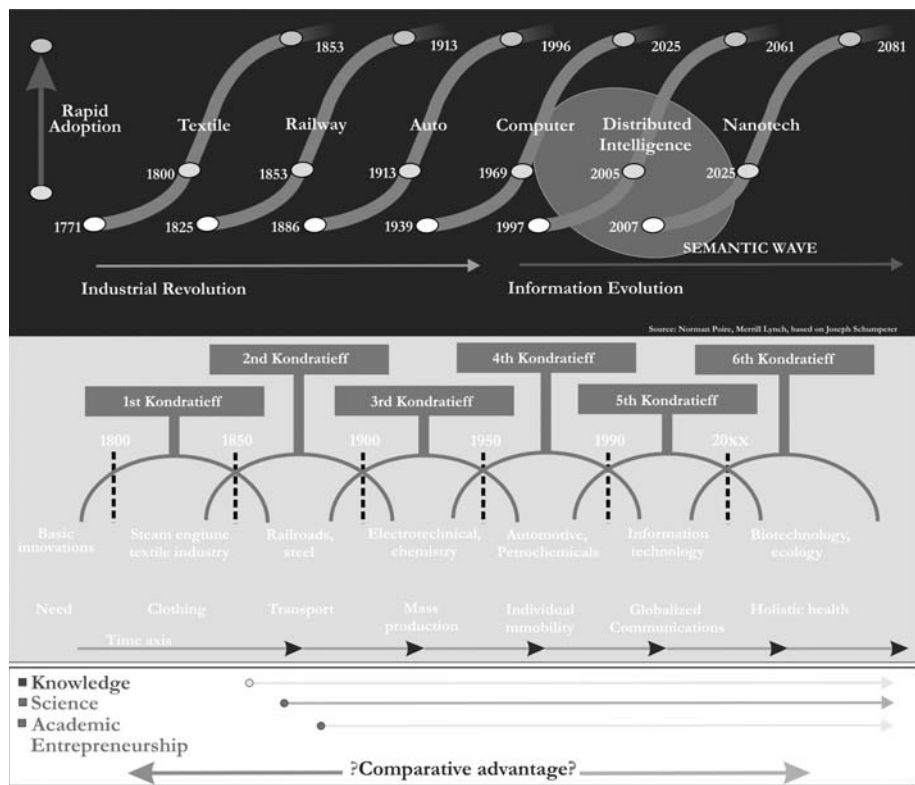 1853 1913 1996 2025 2061 2081
Rapid
Adoption
Textile Railway Auto Computer Distributed
Intelligence Nanotech
1800 1853 1913 1969 2005 2025
1771 1825 1886 1939 1997 2007
SEMANTIC WAVE
Industrial Revolution Information Evolution
Source: Norman Poire, Merrill Lynch, based on Joseph Schumpeter
2nd Kondratieff 4th Kondratieff 6th Kondratieff
1st Kondratieff 3rd Kondratieff 5th Kondratieff
1800 1850 1900 1950 1990 20xx
Basic
innovations
Steam engiune
textile industry
Railroads,
steel
Electrotechnical,
chemistry
Automotive,
Petrochemicals
Information
technology
Biotechnology,
ecology
Need Clothing Transport Mass
production
Individual
mmobility
Globalized
Communications
Holistic health
Time axis
Knowledge
Science
Academic
Entrepreneurship
?Comparative advantage?